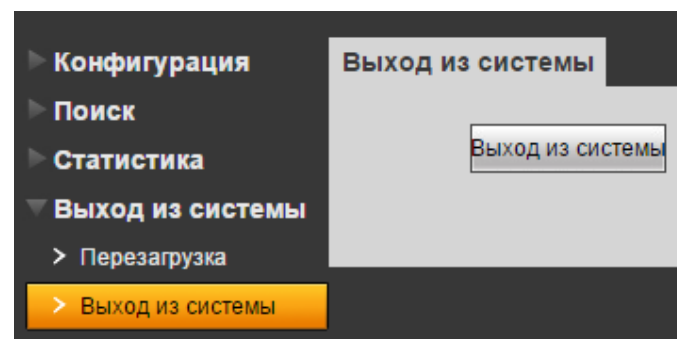 Конфигурация
Поиск
Статистика
Выход из системы
Перезагрузка
Выход из системы
Выход из системы
Выход из системы